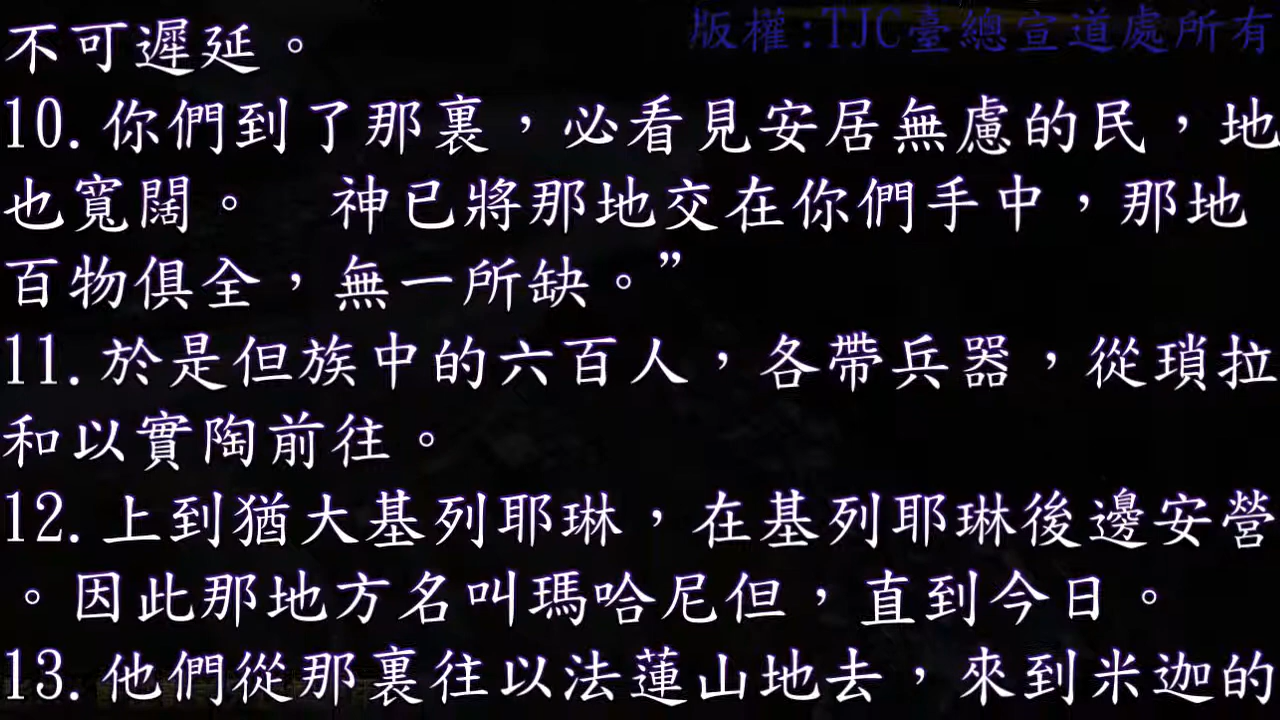 不可遲延。
版權:TJC臺總宣道處所有
10.你們到了那裏，必看見安居無慮的民，地
也寬闊。　神已將那地交在你們手中，那地
百物俱全，無一所缺。”
11.於是但族中的六百人，各帶兵器，從瑣拉
和以實陶前往。
12.上到猶大基列耶琳，在基列耶琳後邊安營
。因此那地方名叫瑪哈尼但，直到今日。
13.他們從那裏往以法蓮山地去，來到米迦的